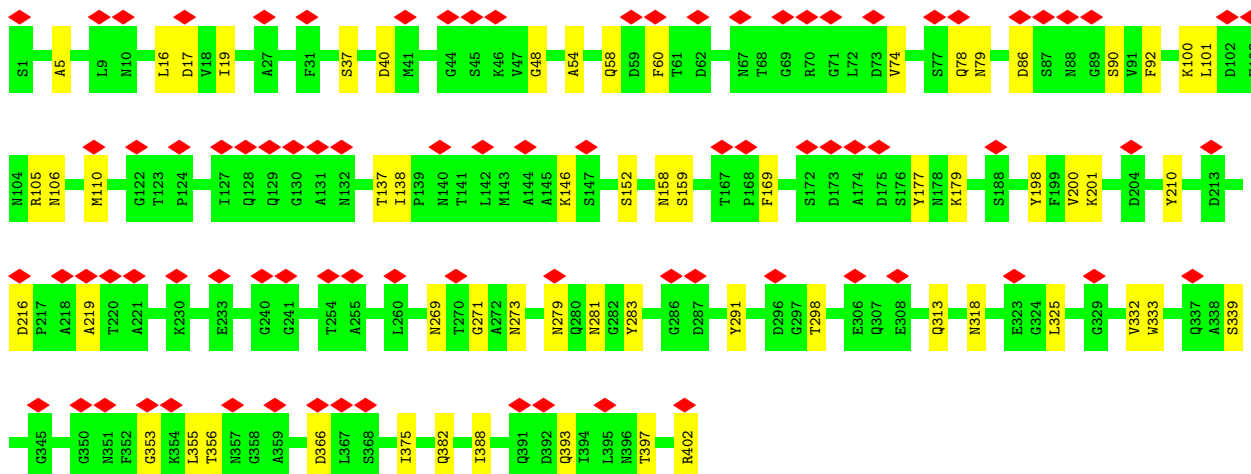 S1 A5 L9 N10 L16 D17 V18 I19 A27 F31 S37 D40 M41 G44 S45 K46 V47 G48 A54 Q58 D59 F60 T61 D62 N67 T68 G69 R70 G71 L72 D73 V74 S77 Q78 N79 D86 S87 N88 G89 S90 V91 F92 K100 L101 D102
N104 R105 N106 M110 G122 T123 P124 I127 Q128 Q129 G130 A131 N132 T137 I138 P139 N140 T141 L142 M143 A144 A145 K146 S147 S152 N158 S159 T167 P168 F169 S172 D173 A174 D175 S176 Y177 N178 K179 S188 Y198 F199 V200 K201 D204 Y210 D213
D216 P217 A218 A219 T220 A221 K230 E233 G240 G241 T254 A255 L260 N269 T270 G271 A272 N273 N279 Q280 N281 G282 Y283 G286 D287 Y291 D296 G297 T298 E306 Q307 E308 Q313 N318 E323 G324 L325 G329 V332 W333 Q337 A338 S339
G345 G350 N351 F352 G353 K354 L355 T356 N357 G358 A359 D366 L367 S368 I375 Q382 I388 Q391 D392 Q393 I394 L395 N396 T397 R402